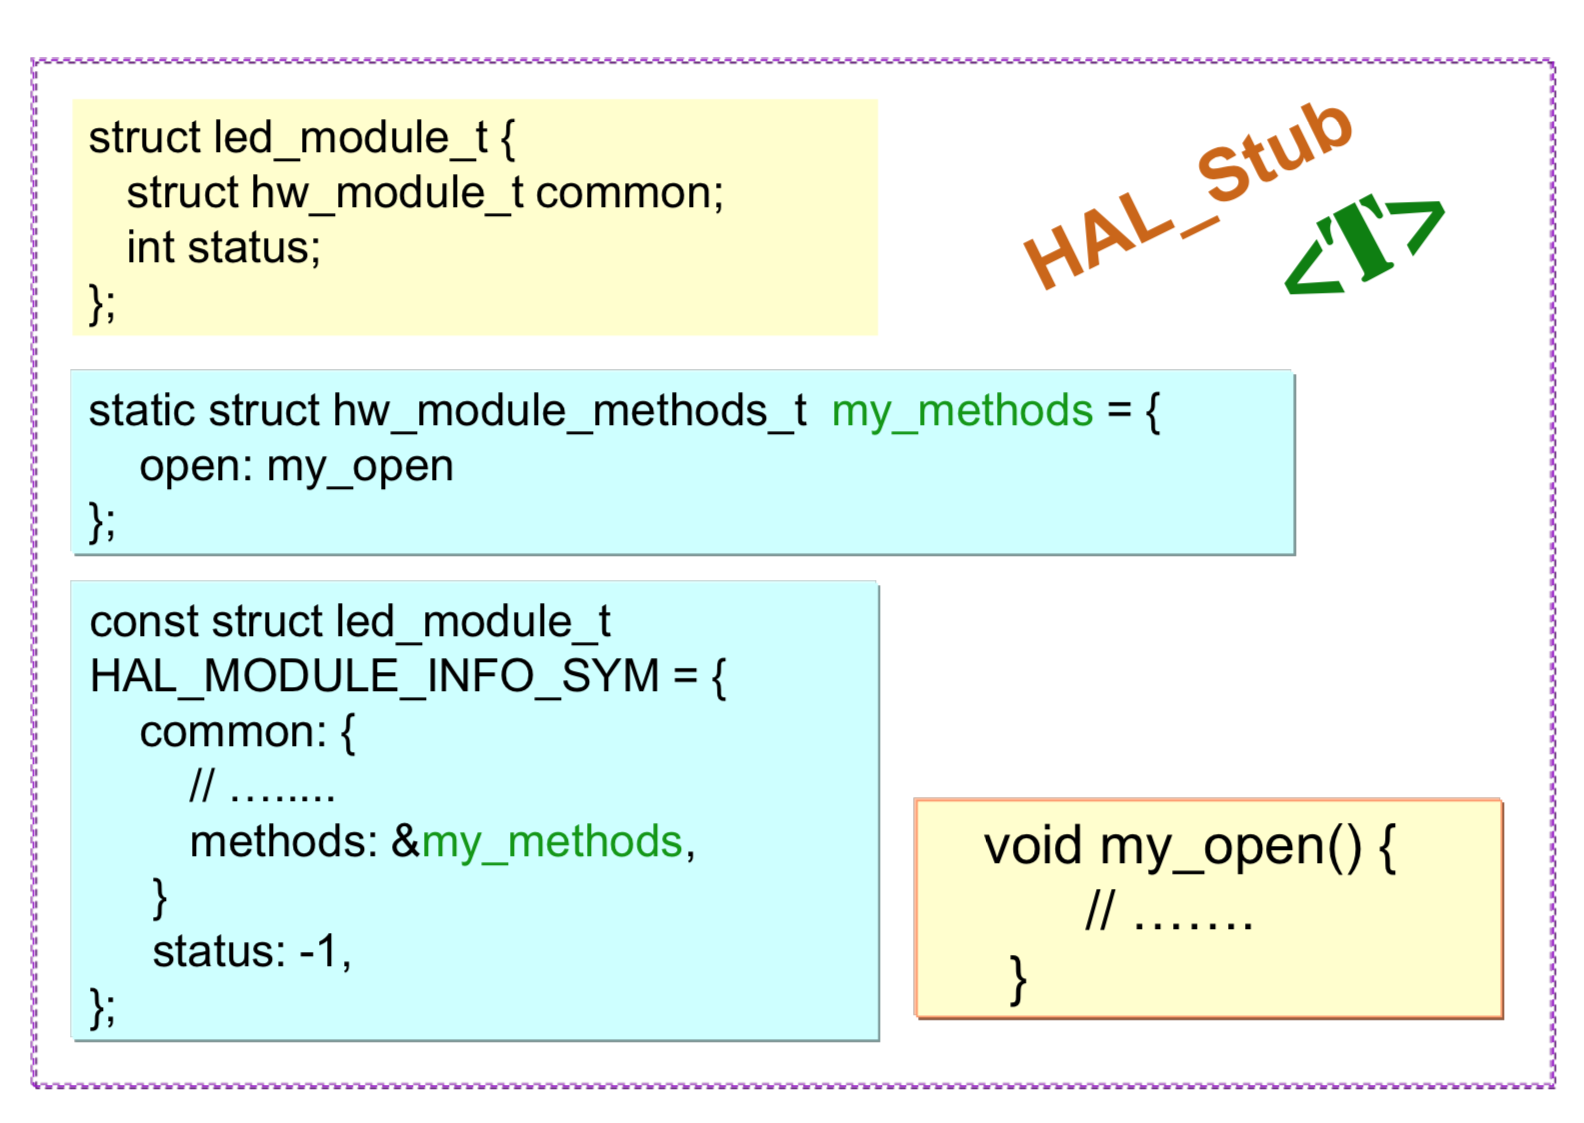 struct led_module_t {
struct hw_module_t common;
int status;
};
HAL_Stub
<T>
static struct hw_module_methods_t my_methods = {
open: my_open
};
const struct led_module_t
HAL_MODULE_INFO_SYM = {
common: {
// ….....
methods: &my_methods,
}
status: -1,
};
void my_open() {
// …….
}